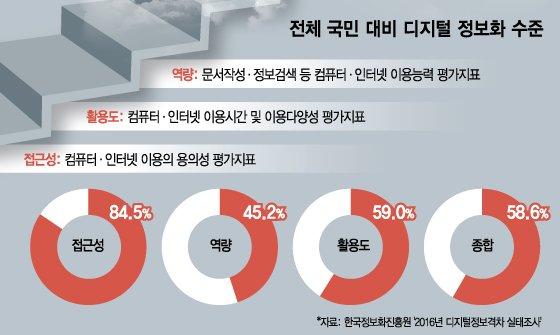 전체 국민 대비 디지털 정보화 수준
역량: 문서작성·정보검색 등 컴퓨터·인터넷 이용능력 평가지표
활용도: 컴퓨터·인터넷 이용시간 및 이용다양성 평가지표
접근성: 컴퓨터·인터넷 이용의 용의성 평가지표
84.5% 45.2% 59.0% 58.6%
접근성 역량 활용도 종합
*자료: 한국정보화진흥원 '2016년 디지털정보격차 실태조사'